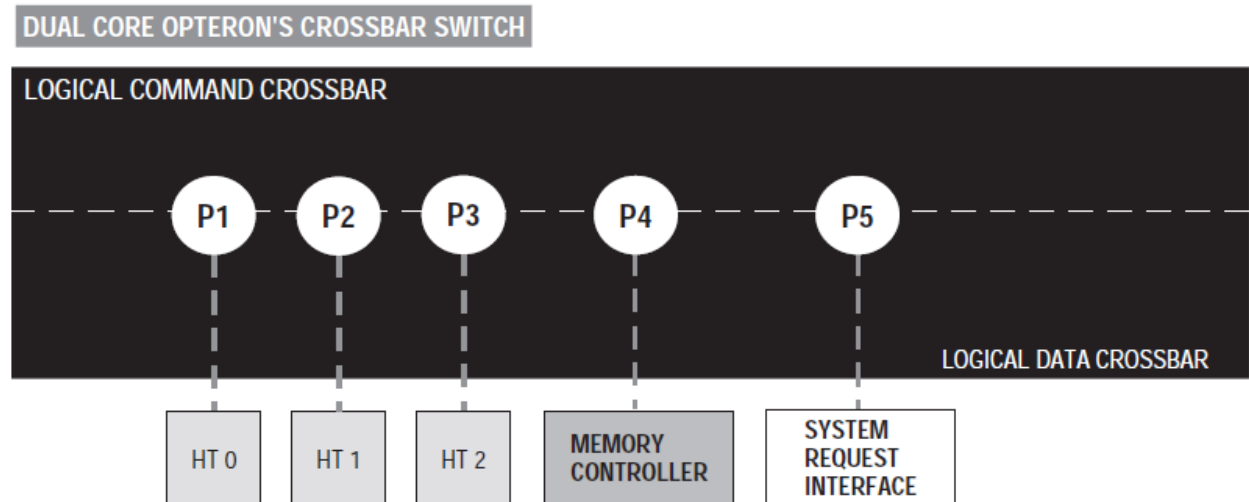 DUAL CORE OPTERON'S CROSSBAR SWITCH
LOGICAL COMMAND CROSSBAR
P1 P2 P3 P4 P5
LOGICAL DATA CROSSBAR
HT 0 HT 1 HT 2
MEMORY
CONTROLLER
SYSTEM
REQUEST
INTERFACE